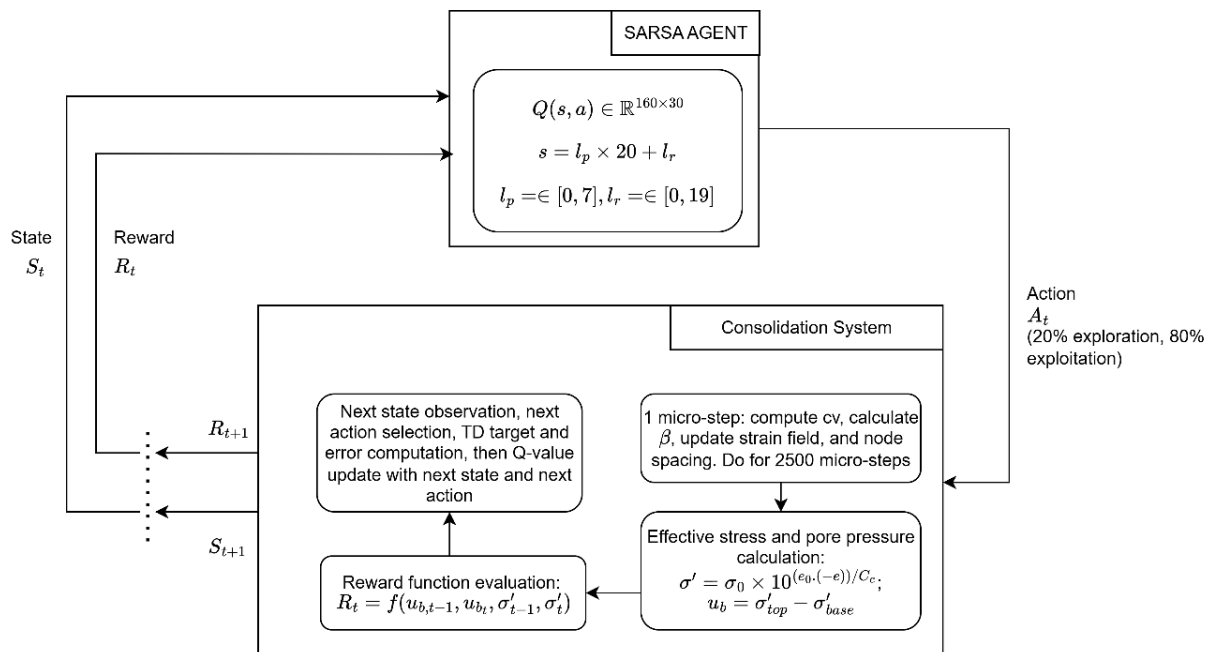 SARSA AGENT
Q(s, a) ∈ ℝ^{160×30}
s = l_p × 20 + l_r
l_p =∈ [0, 7], l_r =∈ [0, 19]
State
S_t
Reward
R_t
Action
A_t
(20% exploration, 80%
exploitation)
Consolidation System
R_{t+1}
S_{t+1}
Next state observation, next
action selection, TD target and
error computation, then Q-value
update with next state and next
action
1 micro-step: compute cv, calculate
β, update strain field, and node
spacing. Do for 2500 micro-steps
Reward function evaluation:
R_t = f(u_{b,t−1}, u_{b_t}, σ′_{t−1}, σ′_t)
Effective stress and pore pressure
calculation:
σ′ = σ_0 × 10^{(e_0.(−e))/C_c};
u_b = σ′_{top} − σ′_{base}